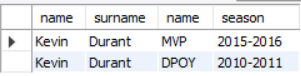 name surname name season
Kevin Durant MVP 2015-2016
Kevin Durant DPOY 2010-2011